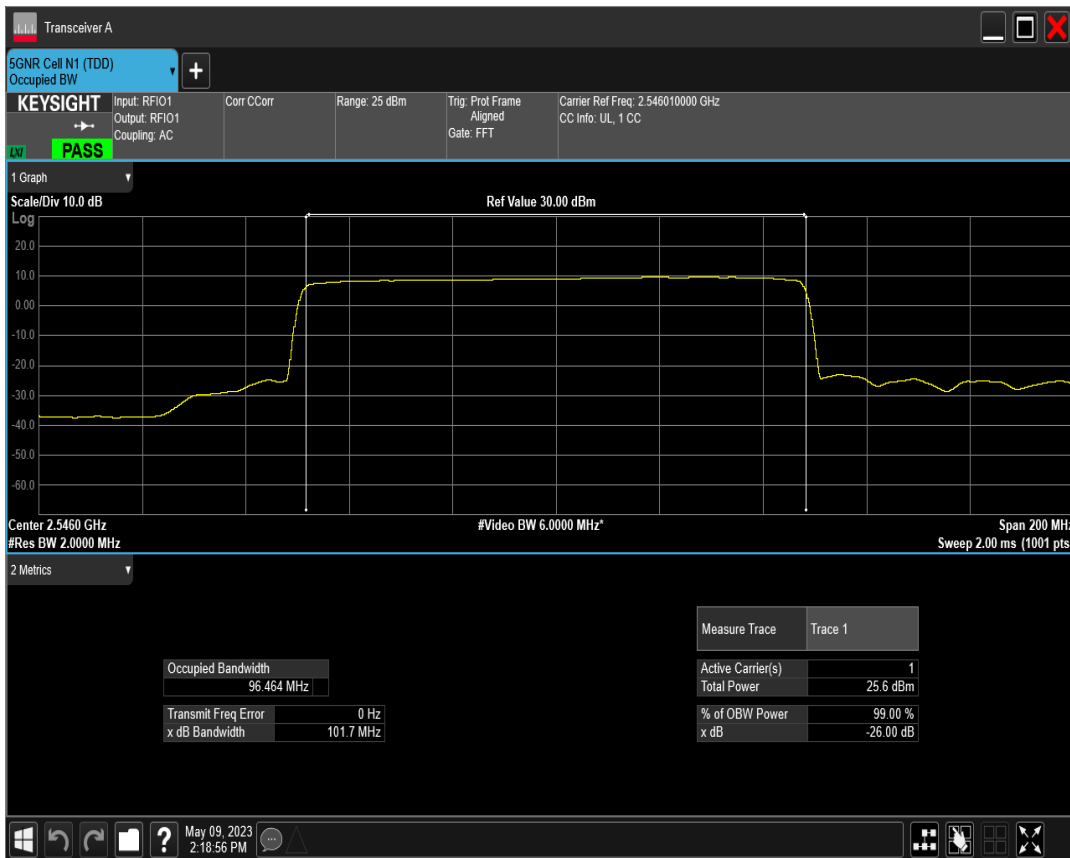 Transceiver A
5GNR Cell N1 (TDD)
Occupied BW
+
KEYSIGHT
LXI
PASS
Input: RFIO1
Output: RFIO1
Coupling: AC
Corr CCorr
Range: 25 dBm
Trig: Prot Frame
Aligned
Gate: FFT
Carrier Ref Freq: 2.546010000 GHz
CC Info: UL, 1 CC
1 Graph
Scale/Div 10.0 dB
Ref Value 30.00 dBm
Log
20.0
10.0
0.00
-10.0
-20.0
-30.0
-40.0
-50.0
-60.0
Center 2.5460 GHz
#Video BW 6.0000 MHz*
Span 200 MHz
#Res BW 2.0000 MHz
Sweep 2.00 ms (1001 pts
2 Metrics
Measure Trace Trace 1
Occupied Bandwidth
96.464 MHz
Active Carrier(s) 1
Total Power 25.6 dBm
Transmit Freq Error 0 Hz
x dB Bandwidth 101.7 MHz
% of OBW Power 99.00 %
x dB -26.00 dB
?
May 09, 2023
2:18:56 PM